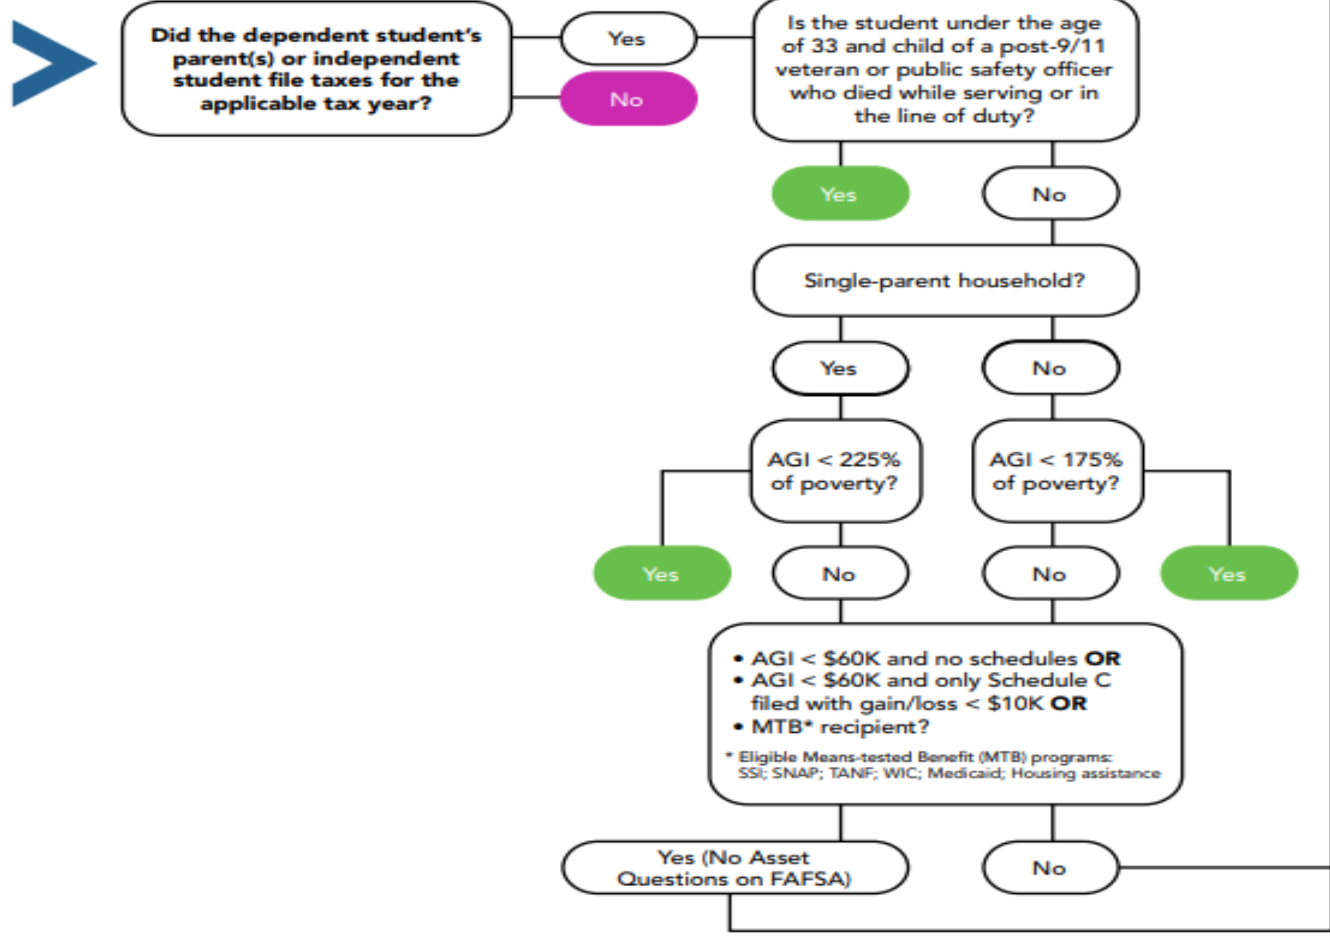 Did the dependent student's
parent(s) or independent
student file taxes for the
applicable tax year?
Yes
No
Is the student under the age
of 33 and child of a post-9/11
veteran or public safety officer
who died while serving or in
the line of duty?
Yes
No
Single-parent household?
Yes
No
AGI < 225%
of poverty?
AGI < 175%
of poverty?
Yes
No
No
Yes
• AGI < $60K and no schedules OR
• AGI < $60K and only Schedule C
filed with gain/loss < $10K OR
• MTB* recipient?
* Eligible Means-tested Benefit (MTB) programs:
SSI; SNAP; TANF; WIC; Medicaid; Housing assistance
Yes (No Asset
Questions on FAFSA)
No